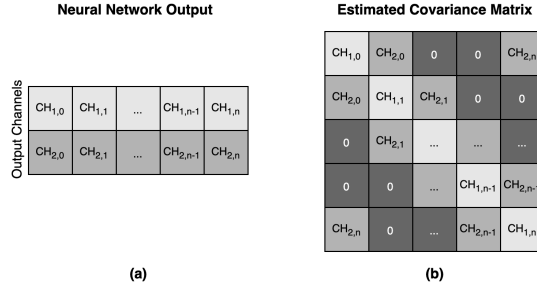 Neural Network Output
Output Channels
CH1,0 CH1,1 ... CH1,n-1 CH1,n
CH2,0 CH2,1 ... CH2,n-1 CH2,n
(a)
Estimated Covariance Matrix
CH1,0 CH2,0 0 0 CH2,n
CH2,0 CH1,1 CH2,1 0 0
0 CH2,1 ... ... ...
0 0 ... CH1,n-1 CH2,n-1
CH2,n 0 ... CH2,n-1 CH1,n
(b)